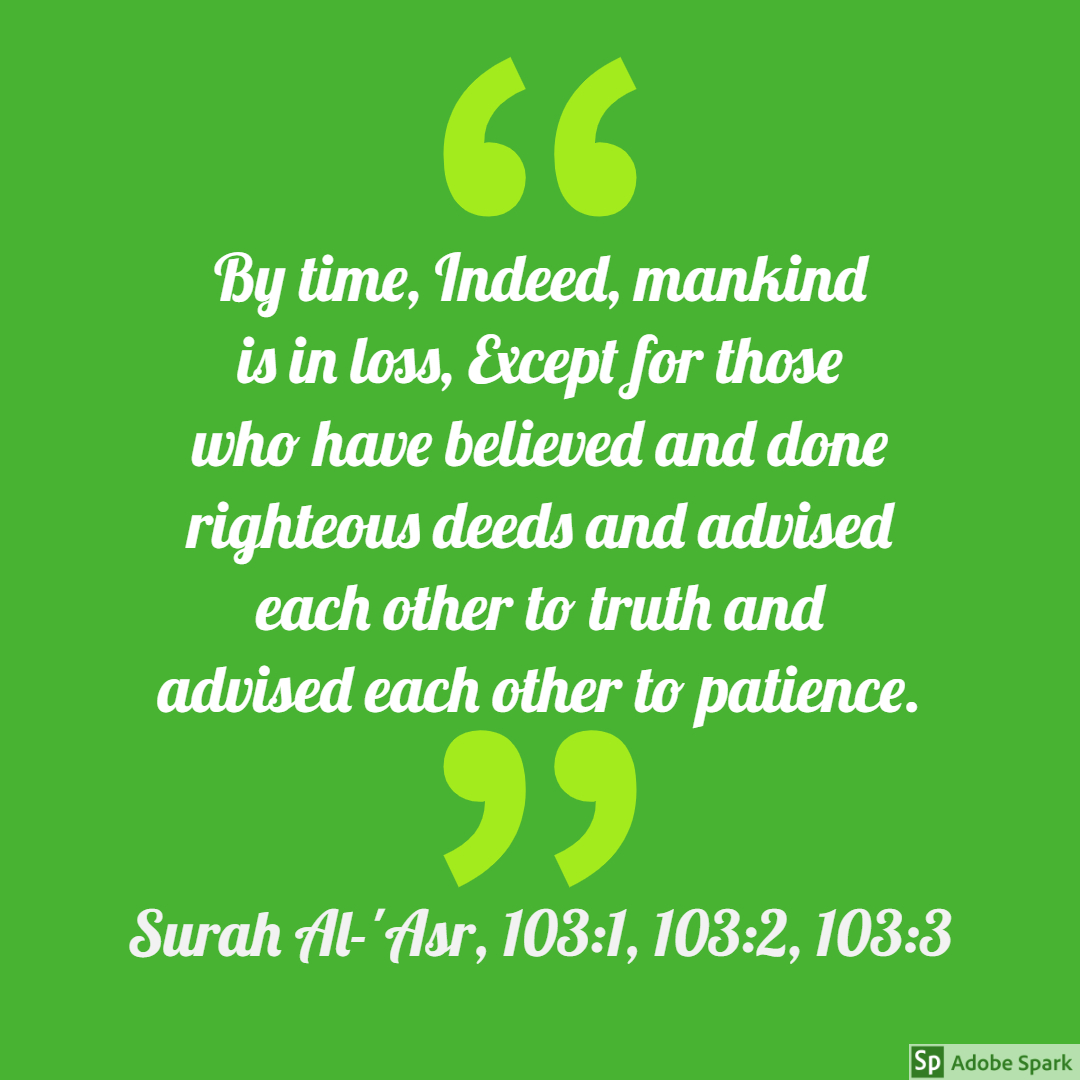 “
By time, Indeed, mankind
is in loss, Except for those
who have believed and done
righteous deeds and advised
each other to truth and
advised each other to patience.
”
Surah Al-'Asr, 103:1, 103:2, 103:3
Sp Adobe Spark